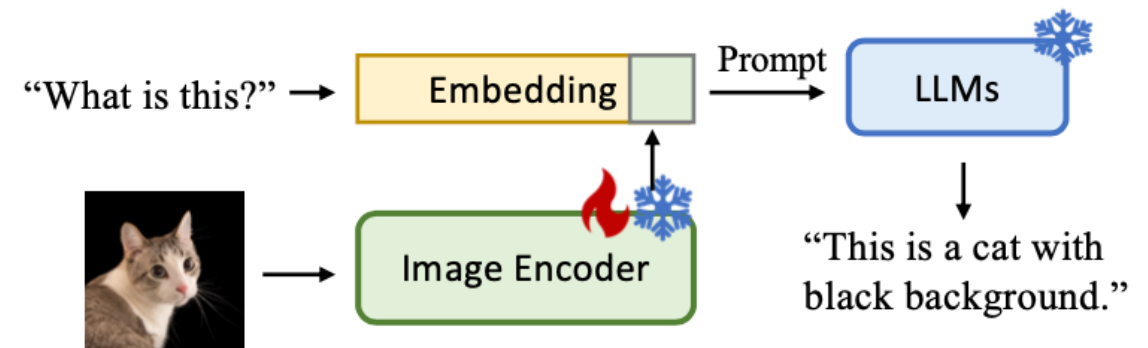 “What is this?”
Embedding
Prompt
LLMs
Image Encoder
“This is a cat with
black background.”